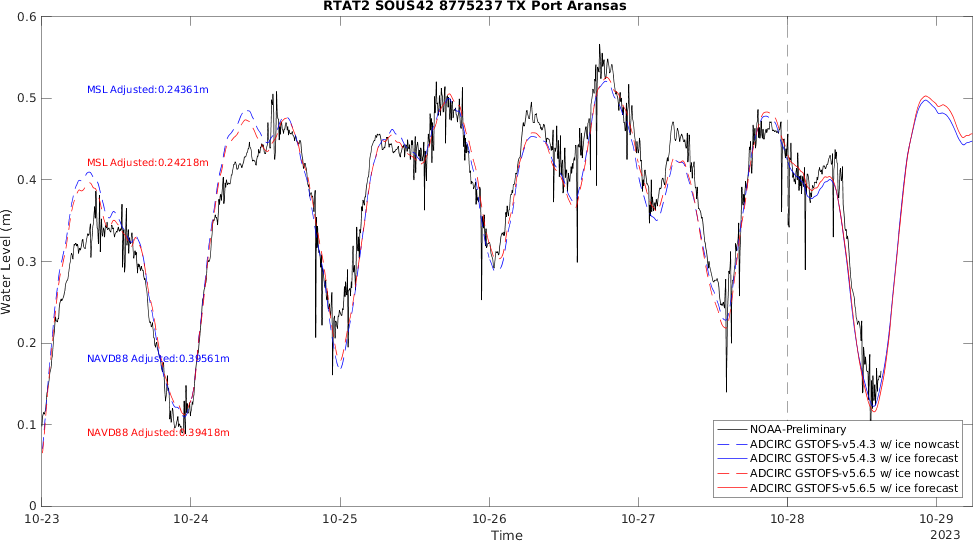 RTAT2 SOUS42 8775237 TX Port Aransas
0.6
0.5
0.4
0.3
0.2
0.1
0
Water Level (m)
MSL Adjusted:0.24361m
MSL Adjusted:0.24218m
NAVD88 Adjusted:0.39561m
NAVD88 Adjusted:0.39418m
NOAA-Preliminary
ADCIRC GSTOFS-v5.4.3 w/ ice nowcast
ADCIRC GSTOFS-v5.4.3 w/ ice forecast
ADCIRC GSTOFS-v5.6.5 w/ ice nowcast
ADCIRC GSTOFS-v5.6.5 w/ ice forecast
10-23 10-24 10-25 10-26 10-27 10-28 10-29
Time
2023